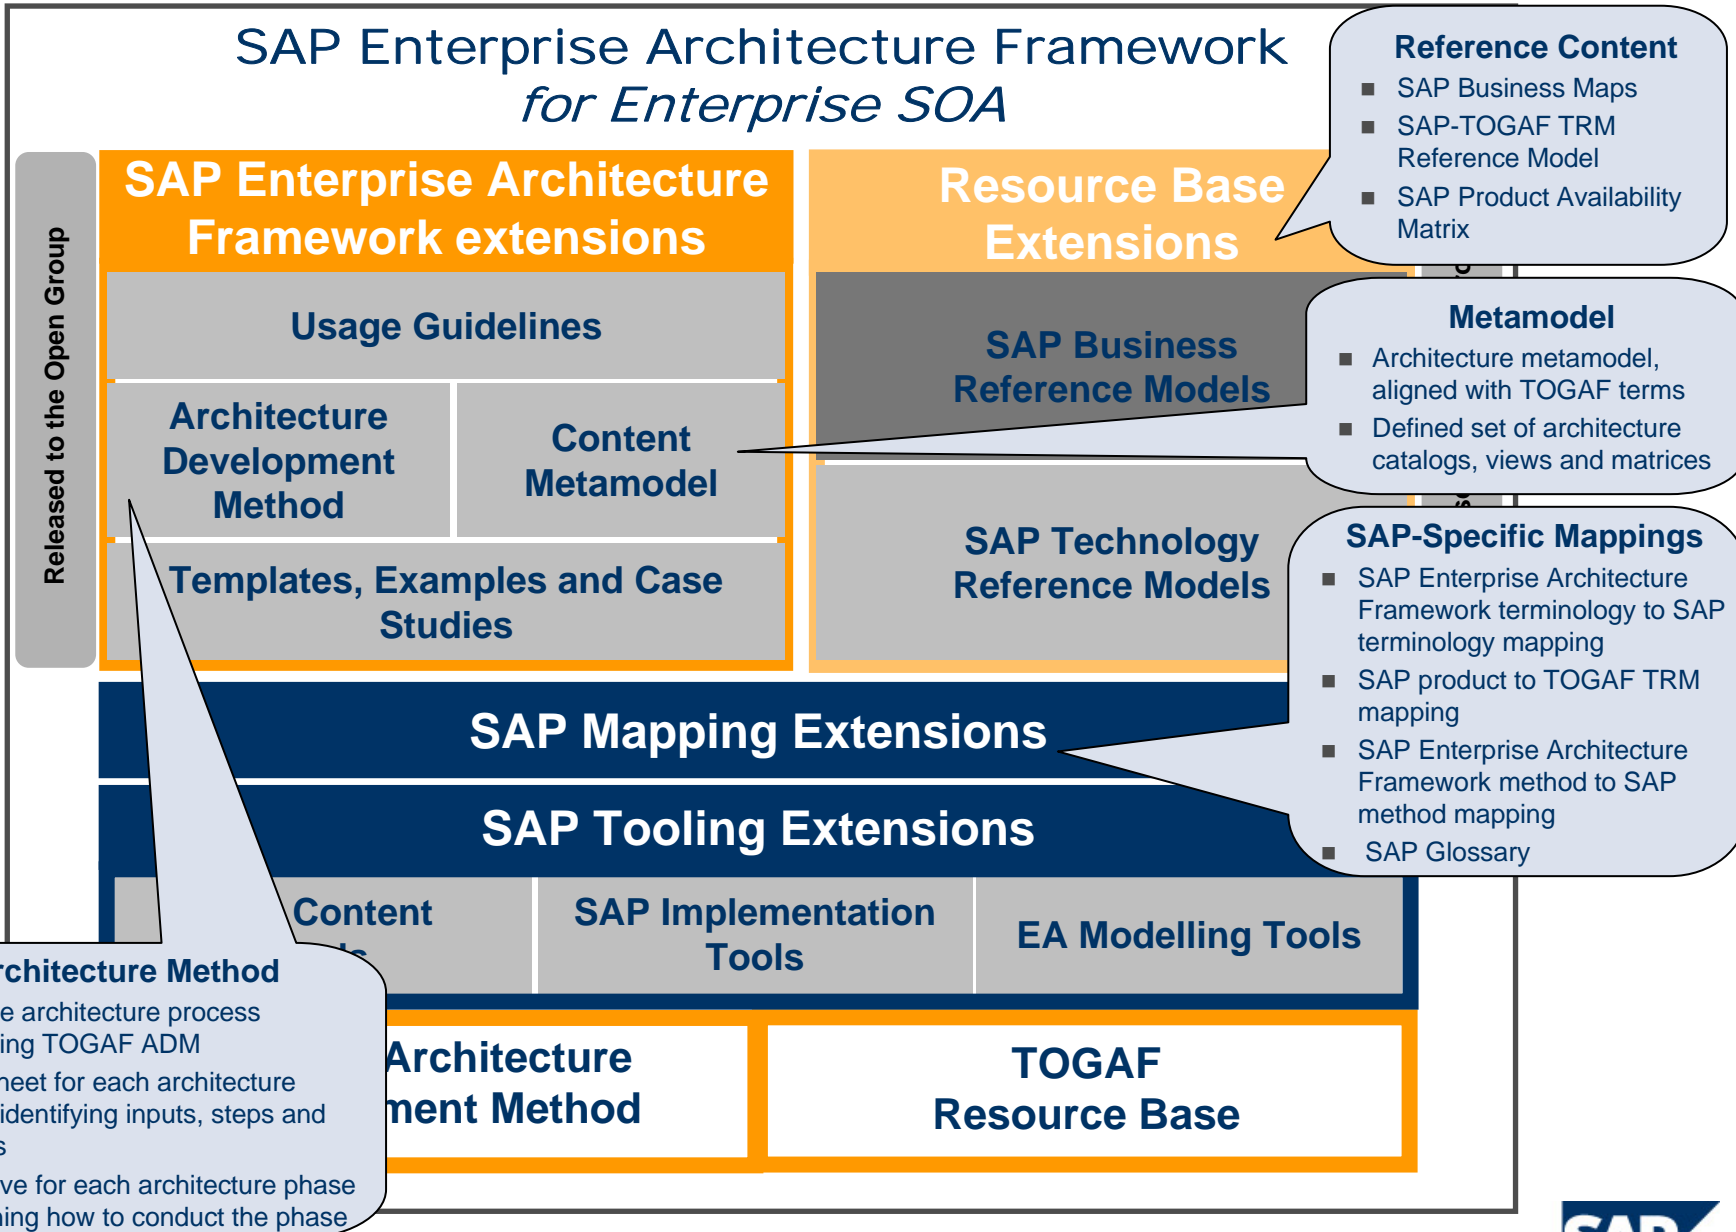 SAP Enterprise Architecture Framework
for Enterprise SOA
Released to the Open Group
SAP Enterprise Architecture
Framework extensions
Usage Guidelines
Architecture
Development
Method
Content
Metamodel
Templates, Examples and Case
Studies
Resource Base
Extensions
SAP Business
Reference Models
SAP Technology
Reference Models
SAP Mapping Extensions
SAP Tooling Extensions
Content
SAP Implementation
Tools
EA Modelling Tools
Architecture
Method
TOGAF
Resource Base
Reference Content
■ SAP Business Maps
■ SAP-TOGAF TRM
Reference Model
■ SAP Product Availability
Matrix
Metamodel
■ Architecture metamodel,
aligned with TOGAF terms
■ Defined set of architecture
catalogs, views and matrices
SAP-Specific Mappings
■ SAP Enterprise Architecture
Framework terminology to SAP
terminology mapping
■ SAP product to TOGAF TRM
mapping
■ SAP Enterprise Architecture
Framework method to SAP
method mapping
■ SAP Glossary
rchitecture Method
e architecture process
ing TOGAF ADM
heet for each architecture
identifying inputs, steps and
s
ve for each architecture phase
ning how to conduct the phase
SAP